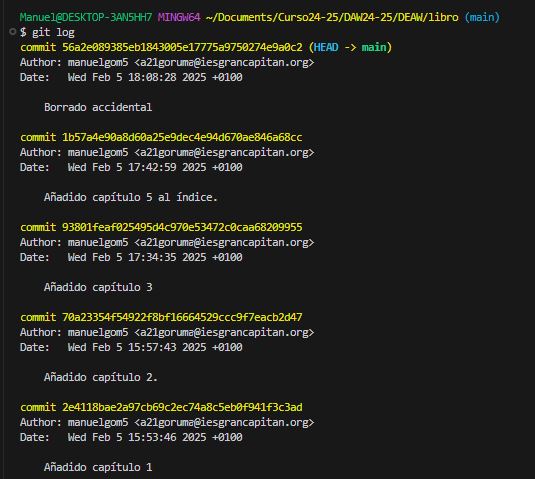 Manuel@DESKTOP-3AN5HH7 MINGW64 ~/Documents/Curso24-25/DAW24-25/DEAW/libro (main)
$ git log
commit 56a2e089385eb1843005e17775a9750274e9a0c2 (HEAD -> main)
Author: manuelgom5 <a21goruma@iesgrancapitan.org>
Date:   Wed Feb 5 18:08:28 2025 +0100

    Borrado accidental

commit 1b57a4e90a8d60a25e9dec4e94d670ae846a68cc
Author: manuelgom5 <a21goruma@iesgrancapitan.org>
Date:   Wed Feb 5 17:42:59 2025 +0100

    Añadido capítulo 5 al índice.

commit 93801feaf025495d4c970e53472c0caa68209955
Author: manuelgom5 <a21goruma@iesgrancapitan.org>
Date:   Wed Feb 5 17:34:35 2025 +0100

    Añadido capítulo 3

commit 70a23354f54922f8bf16664529ccc9f7eacb2d47
Author: manuelgom5 <a21goruma@iesgrancapitan.org>
Date:   Wed Feb 5 15:57:43 2025 +0100

    Añadido capítulo 2.

commit 2e4118bae2a97cb69c2ec74a8c5eb0f941f3c3ad
Author: manuelgom5 <a21goruma@iesgrancapitan.org>
Date:   Wed Feb 5 15:53:46 2025 +0100

    Añadido capítulo 1